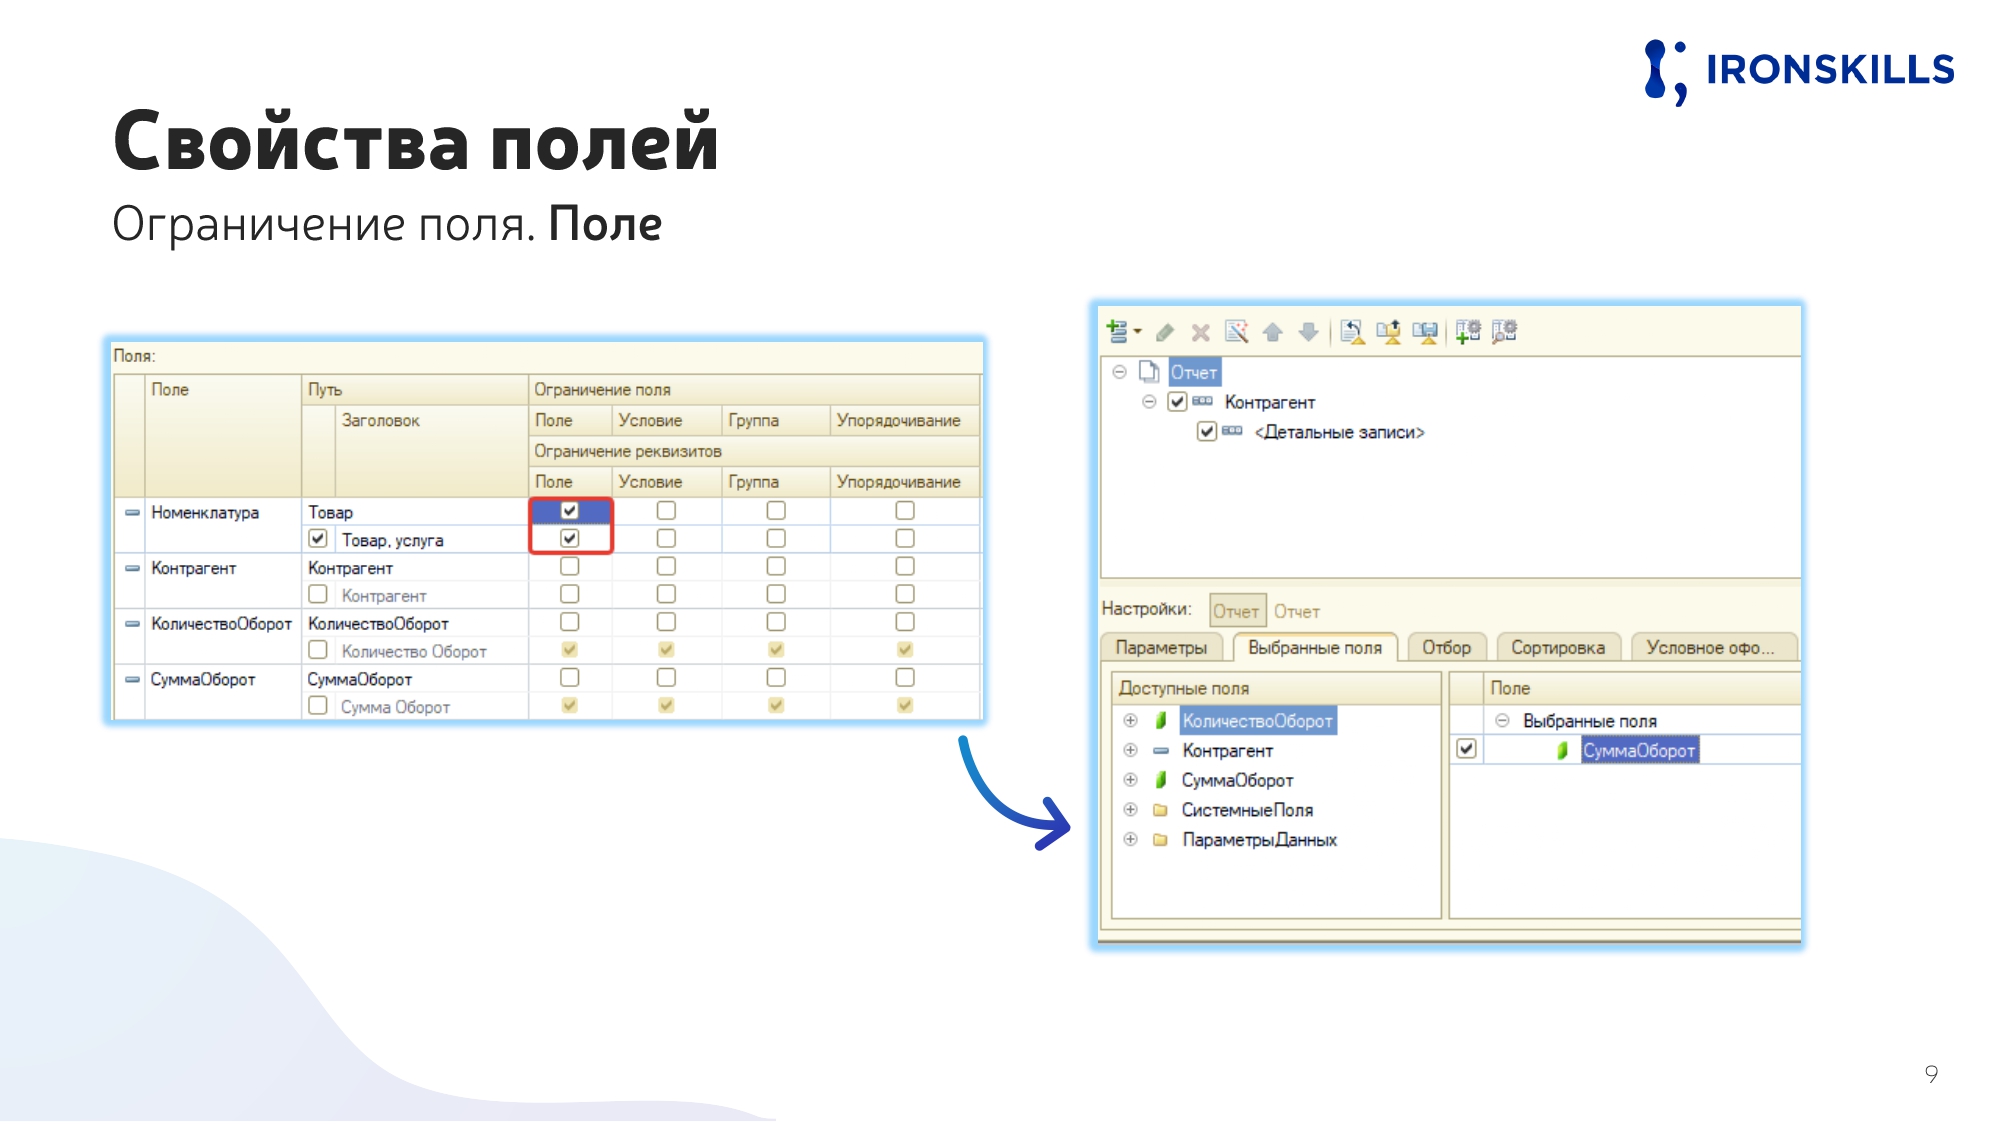 IRONSKILLS
Свойства полей
Ограничение поля. Поле
Поля:
Поле Путь Ограничение поля
Заголовок Поле Условие Группа Упорядочивание
Ограничение реквизитов
Поле Условие Группа Упорядочивание
Номенклатура Товар
Товар, услуга
Контрагент Контрагент
Контрагент
КоличествоОборот КоличествоОборот
Количество Оборот
СуммаОборот СуммаОборот
Сумма Оборот
Отчет
Контрагент
<Детальные записи>
Настройки: Отчет Отчет
Параметры Выбранные поля Отбор Сортировка Условное офо...
Доступные поля
КоличествоОборот
Контрагент
СуммаОборот
СистемныеПоля
ПараметрыДанных
Поле
Выбранные поля
СуммаОборот
9